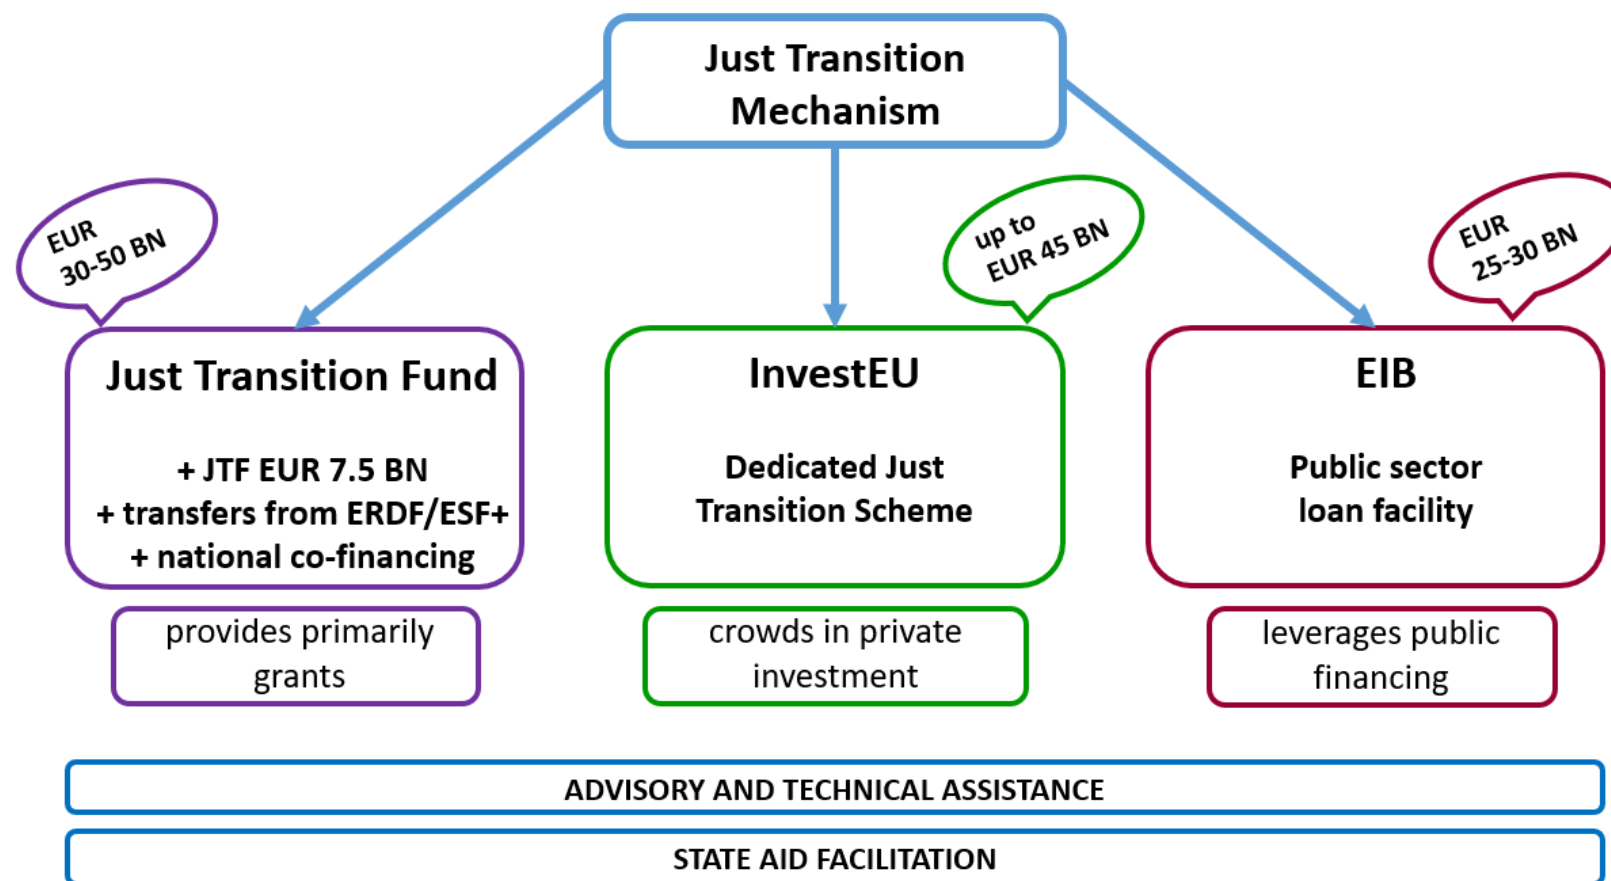 Just Transition
Mechanism
EUR
30-50 BN
up to
EUR 45 BN
EUR
25-30 BN
Just Transition Fund
+ JTF EUR 7.5 BN
+ transfers from ERDF/ESF+
+ national co-financing
provides primarily
grants
InvestEU
Dedicated Just
Transition Scheme
crowds in private
investment
EIB
Public sector
loan facility
leverages public
financing
ADVISORY AND TECHNICAL ASSISTANCE
STATE AID FACILITATION